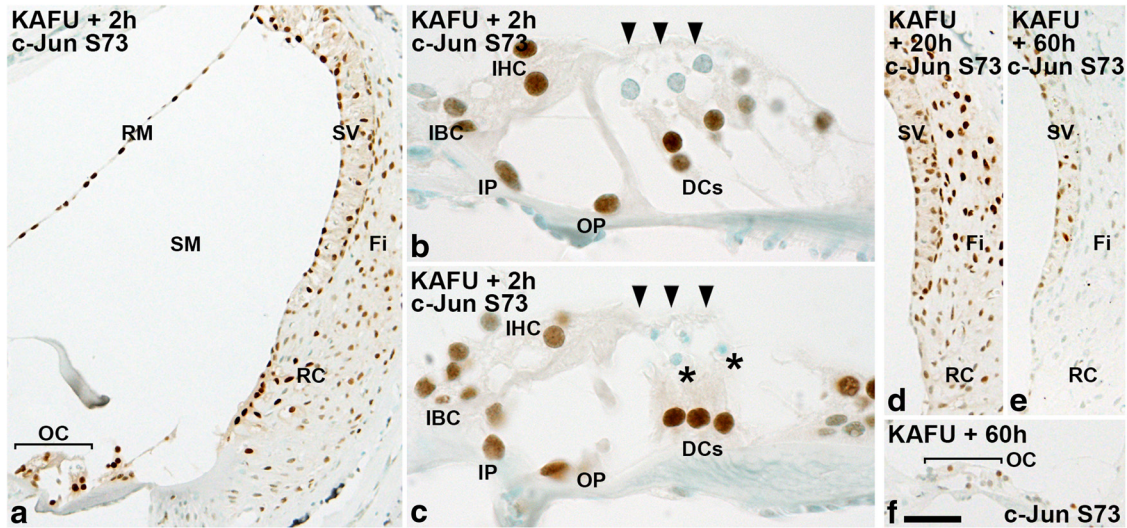 KAFU + 2h
c-Jun S73
RM
SV
SM
Fi
RC
OC
a
KAFU + 2h
c-Jun S73
IHC
IBC
IP
OP
DCs
b
KAFU + 2h
c-Jun S73
IHC
*
*
IBC
DCs
IP
OP
c
KAFU
+ 20h
c-Jun S73
SV
Fi
RC
d
KAFU
+ 60h
c-Jun S73
SV
Fi
RC
e
KAFU + 60h
OC
f
c-Jun S73